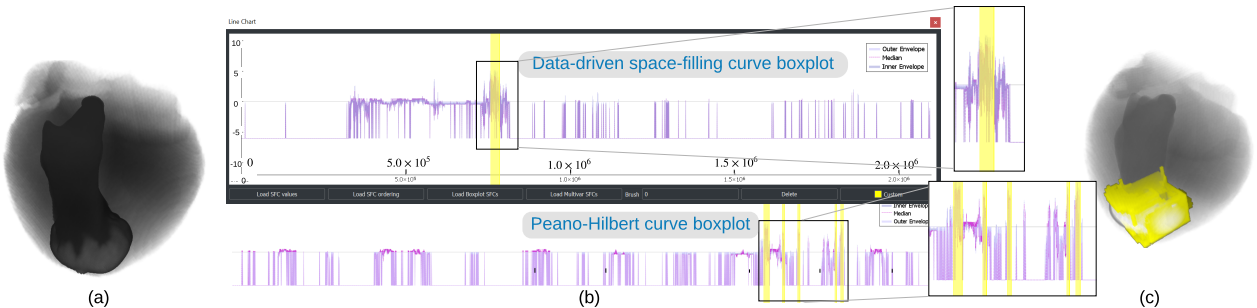 Line Chart
×
10
5
0
-5
-10
0
Data-driven space-filling curve boxplot
Outer Envelope
Median
Inner Envelope
0
5.0 × 10⁵
1.0 × 10⁶
1.5 × 10⁶
2.0 × 10⁶
5.0×10⁵
1.0×10⁶
1.5×10⁶
2.0×10⁶
Load SFC values
Load SFC ordering
Load Boxplot SFCs
Load Multivar SFCs
Brush 0
Delete
Custom
Peano-Hilbert curve boxplot
Inner Envelop
Median
Outer Envelop
(a)
(b)
(c)